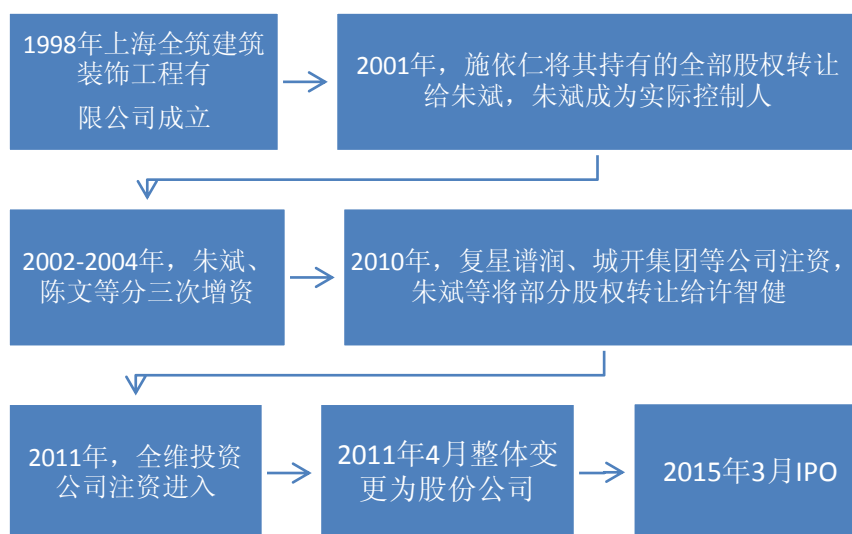 1998年上海全筑建筑
装饰工程有
限公司成立
2001年，施依仁将其持有的全部股权转让
给朱斌，朱斌成为实际控制人
2002-2004年，朱斌、
陈文等分三次增资
2010年，复星谱润、城开集团等公司注资，
朱斌等将部分股权转让给许智健
2011年，全维投资
公司注资进入
2011年4月整体变
更为股份公司
2015年3月IPO